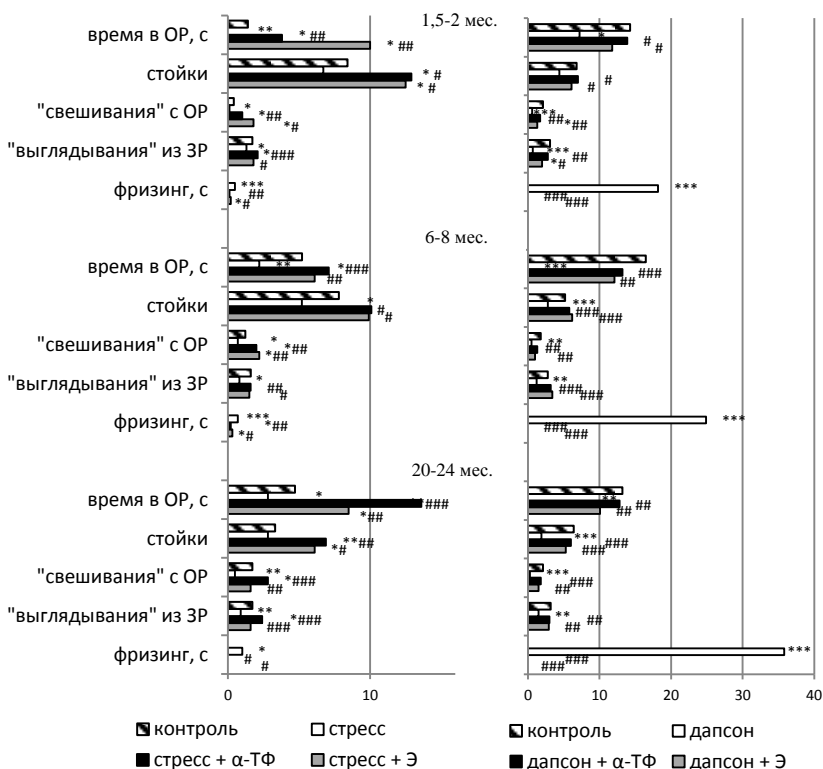 1,5-2 мес.
время в ОР, с
** * ## * ##
* # #
стойки
* # * #
# #
"свешивания" с ОР
* *## *#
*** ## *##
"выглядывания" из ЗР
* *### #
*** ## *#
фризинг, с
*** ## *#
*** ### ###
6-8 мес.
время в ОР, с
** *### ##
*** ### ##
стойки
* # #
*** ### ###
"свешивания" с ОР
* *## *##
** ## ##
"выглядывания" из ЗР
* ## #
** ### ###
фризинг, с
*** *## *#
*** ### ###
20-24 мес.
время в ОР, с
* ### *##
** ## ##
стойки
**## *#
*** ### ###
"свешивания" с ОР
** *### ##
*** ### ##
"выглядывания" из ЗР
** *### ###
** ## ##
фризинг, с
* # #
*** ### ###
0 10
0 10 20 30 40
контроль стресс
стресс + α-ТФ стресс + Э
контроль дапсон
дапсон + α-ТФ дапсон + Э